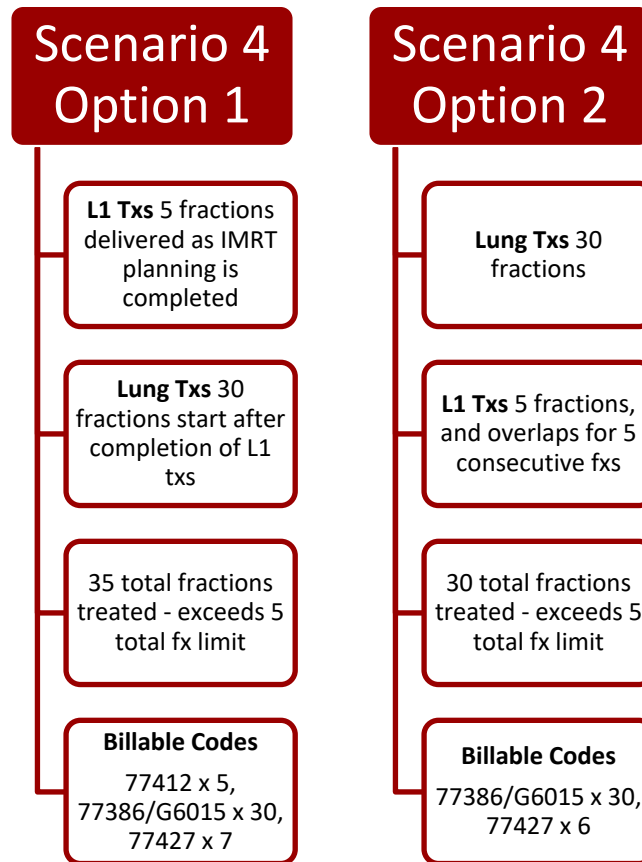 Scenario 4
Option 1
L1 Txs 5 fractions
delivered as IMRT
planning is
completed
Lung Txs 30
fractions start after
completion of L1
txs
35 total fractions
treated - exceeds 5
total fx limit
Billable Codes
77412 x 5,
77386/G6015 x 30,
77427 x 7
Scenario 4
Option 2
Lung Txs 30
fractions
L1 Txs 5 fractions,
and overlaps for 5
consecutive fxs
30 total fractions
treated - exceeds 5
total fx limit
Billable Codes
77386/G6015 x 30,
77427 x 6